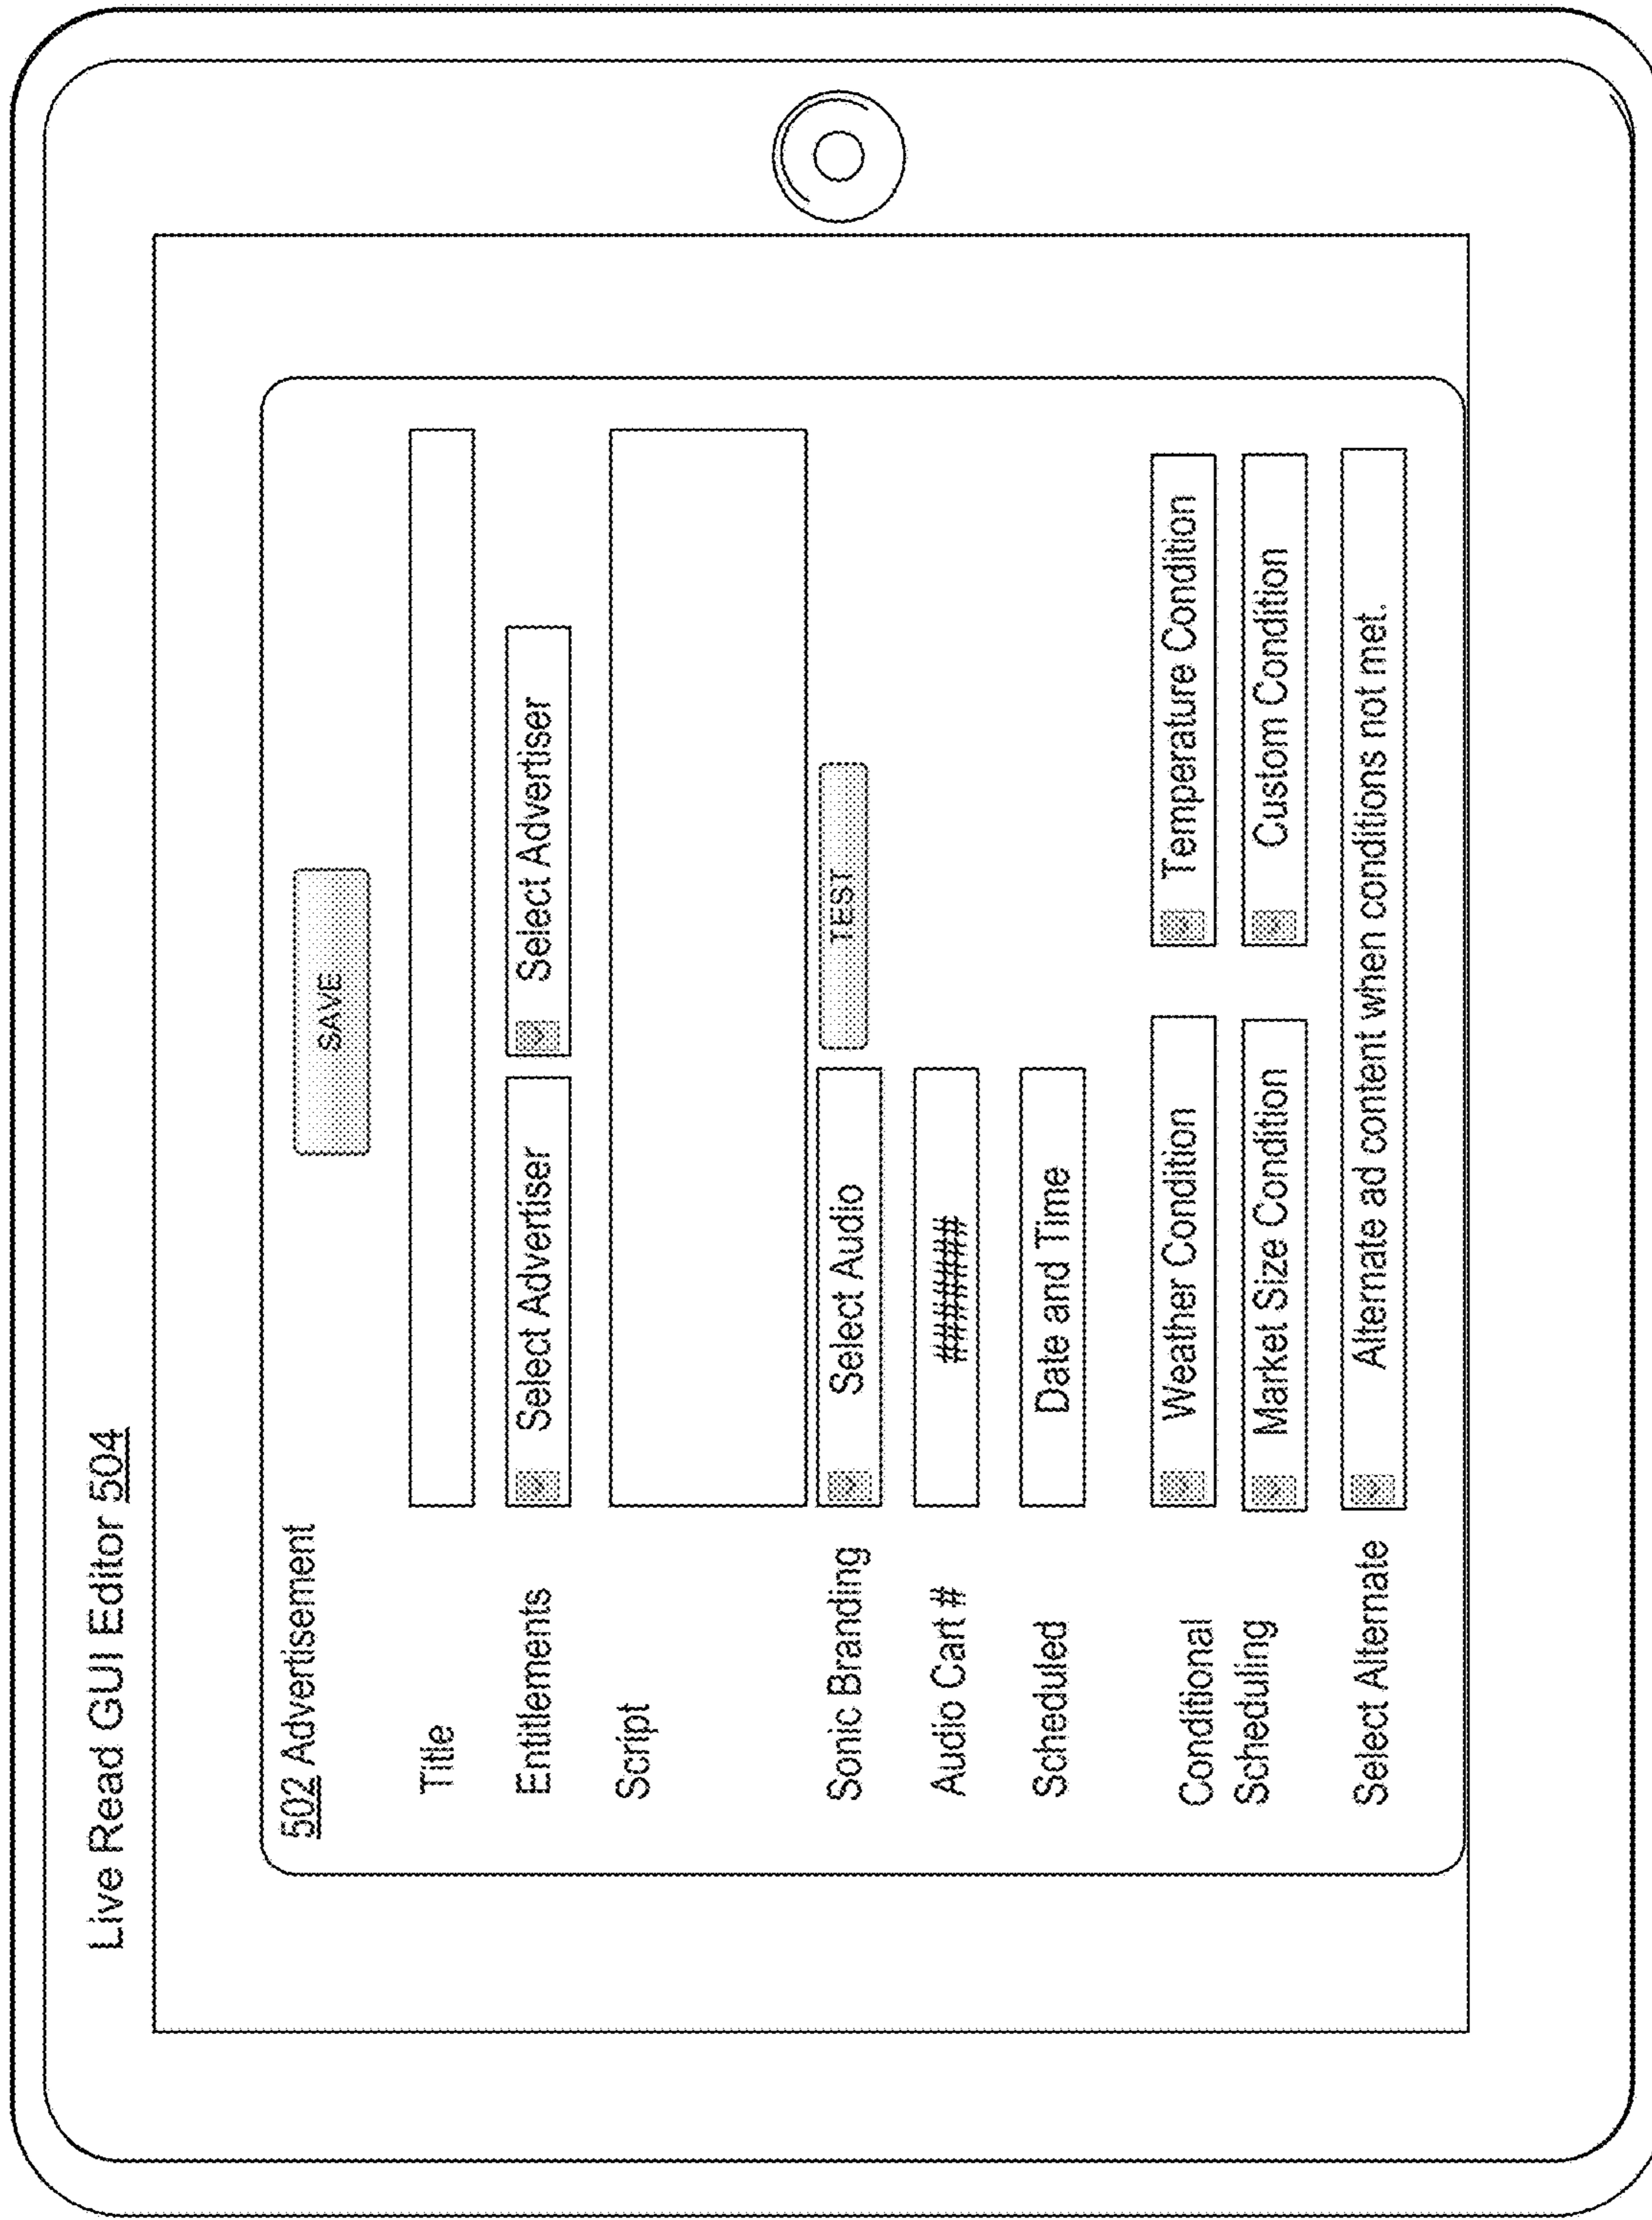 Live Read GUI Editor 504
502 Advertisement
SAVE
Title
Entitlements Select Advertiser Select Advertiser
Script
Sonic Branding Select Audio TEST
Audio Cart # #######
Scheduled Date and Time
Conditional Weather Condition Temperature Condition
Scheduling Market Size Condition Custom Condition
Select Alternate Alternate ad content when conditions not met.